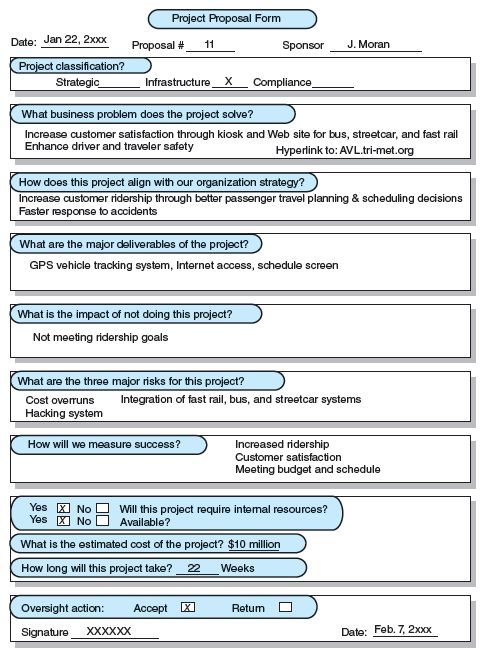 Project Proposal Form
Date: Jan 22, 2xxx Proposal # 11 Sponsor J. Moran
Project classification?
Strategic Infrastructure X Compliance
What business problem does the project solve?
Increase customer satisfaction through kiosk and Web site for bus, streetcar, and fast rail
Enhance driver and traveler safety Hyperlink to: AVL.tri-met.org
How does this project align with our organization strategy?
Increase customer ridership through better passenger travel planning & scheduling decisions
Faster response to accidents
What are the major deliverables of the project?
GPS vehicle tracking system, Internet access, schedule screen
What is the impact of not doing this project?
Not meeting ridership goals
What are the three major risks for this project?
Cost overruns Integration of fast rail, bus, and streetcar systems
Hacking system
How will we measure success? Increased ridership
Customer satisfaction
Meeting budget and schedule
Yes X No Will this project require internal resources?
Yes X No Available?
What is the estimated cost of the project? $10 million
How long will this project take? 22 Weeks
Oversight action: Accept X Return
Signature XXXXXX Date: Feb. 7, 2xxx